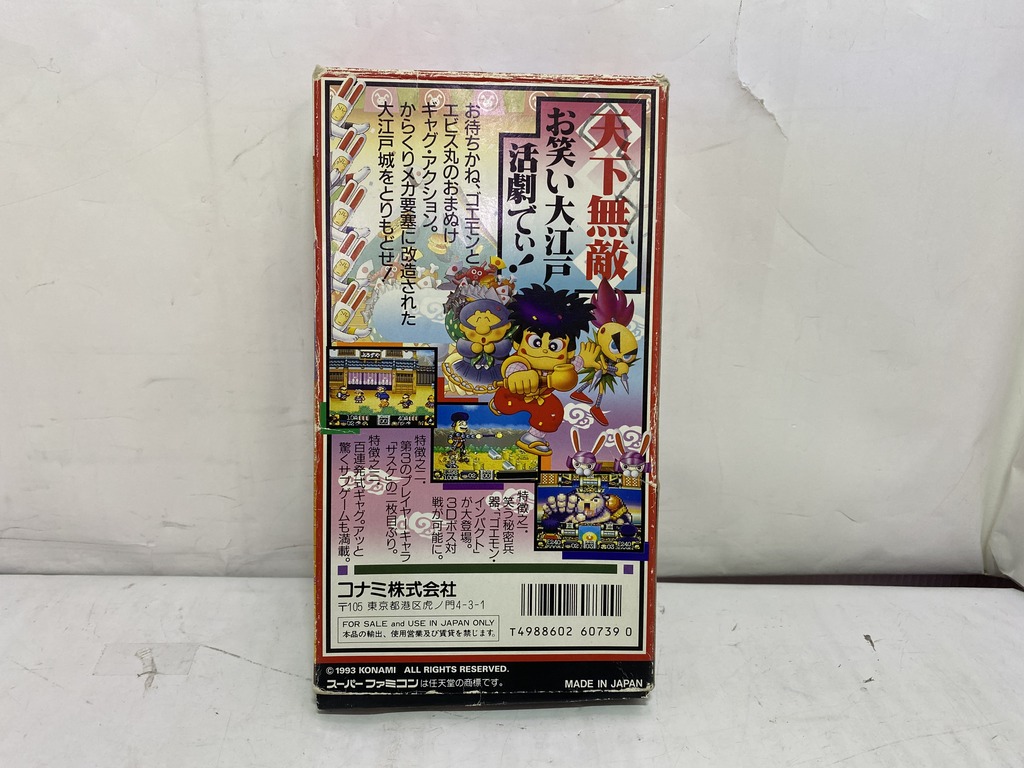 天下無敵
お笑い大江戸
活劇でぃ!
お待ちかね、ゴエモンと
エビス丸のおまぬけ
ギャグ・アクション。
からくりメカ要塞に改造された
大江戸城をとりもどせ!
特徴之一、
笑う秘密兵
器、「ゴエモン・
インパクト」
が大登場。
3Dボス対
戦が可能に。
特徴之二、
第3のプレイヤーキャラ
「サスケ」の二枚目ぶり。
特徴之三、
百連発式ギャグ。アッと
驚くサブゲームも満載。
コナミ株式会社
〒105 東京都港区虎ノ門4-3-1
FOR SALE and USE IN JAPAN ONLY
本品の輸出、使用営業及び賃貸を禁じます。
T4988602 60739 0
© 1993 KONAMI ALL RIGHTS RESERVED.
スーパーファミコンは任天堂の商標です。
MADE IN JAPAN